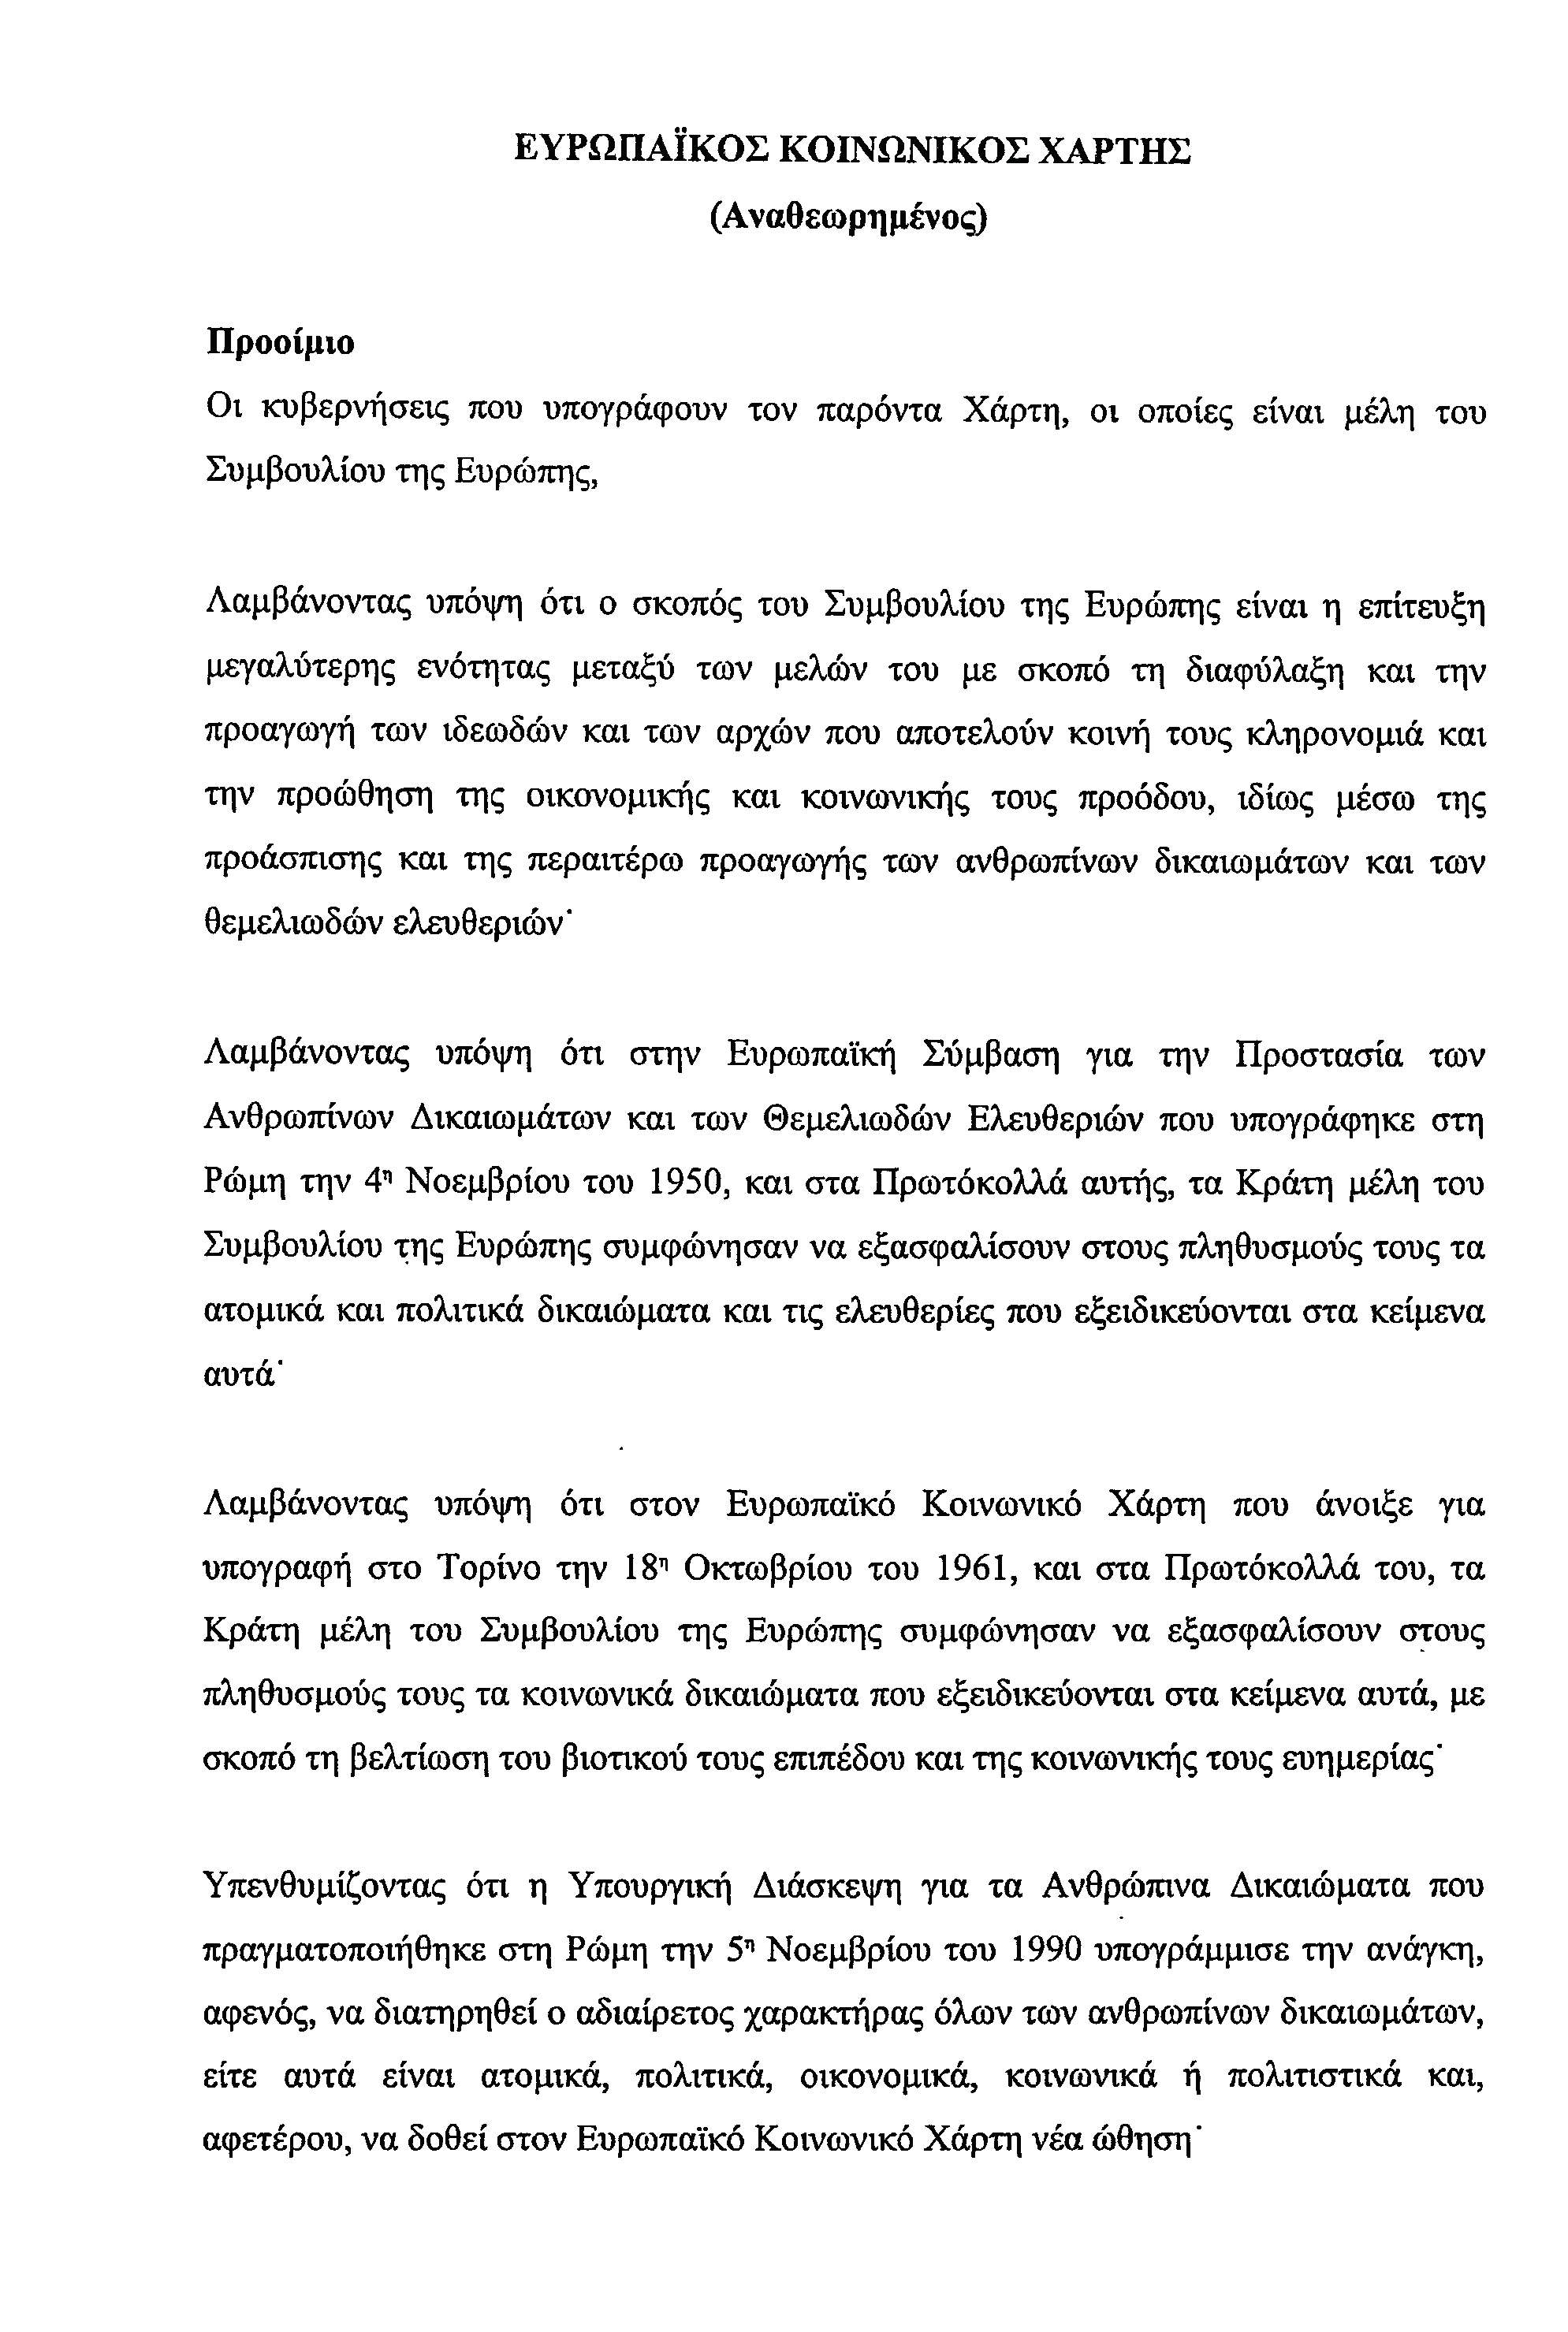 ΕΥΡΩΠΑΪΚΟΣ ΚΟΙΝΩΝΙΚΟΣ ΧΑΡΤΗΣ
(Αναθεωρημένος)
Προοίμιο
Οι κυβερνήσεις που υπογράφουν τον παρόντα Χάρτη, οι οποίες είναι μέλη του
Συμβουλίου της Ευρώπης,
Λαμβάνοντας υπόψη ότι ο σκοπός του Συμβουλίου της Ευρώπης είναι η επίτευξη
μεγαλύτερης ενότητας μεταξύ των μελών του με σκοπό τη διαφύλαξη και την
προαγωγή των ιδεωδών και των αρχών που αποτελούν κοινή τους κληρονομιά και
την προώθηση της οικονομικής και κοινωνικής τους προόδου, ιδίως μέσω της
προάσπισης και της περαιτέρω προαγωγής των ανθρωπίνων δικαιωμάτων και των
θεμελιωδών ελευθεριών˙
Λαμβάνοντας υπόψη ότι στην Ευρωπαϊκή Σύμβαση για την Προστασία των
Ανθρωπίνων Δικαιωμάτων και των Θεμελιωδών Ελευθεριών που υπογράφηκε στη
Ρώμη την 4η Νοεμβρίου του 1950, και στα Πρωτόκολλά αυτής, τα Κράτη μέλη του
Συμβουλίου της Ευρώπης συμφώνησαν να εξασφαλίσουν στους πληθυσμούς τους τα
ατομικά και πολιτικά δικαιώματα και τις ελευθερίες που εξειδικεύονται στα κείμενα
αυτά˙
Λαμβάνοντας υπόψη ότι στον Ευρωπαϊκό Κοινωνικό Χάρτη που άνοιξε για
υπογραφή στο Τορίνο την 18η Οκτωβρίου του 1961, και στα Πρωτόκολλά του, τα
Κράτη μέλη του Συμβουλίου της Ευρώπης συμφώνησαν να εξασφαλίσουν στους
πληθυσμούς τους τα κοινωνικά δικαιώματα που εξειδικεύονται στα κείμενα αυτά, με
σκοπό τη βελτίωση του βιοτικού τους επιπέδου και της κοινωνικής τους ευημερίας˙
Υπενθυμίζοντας ότι η Υπουργική Διάσκεψη για τα Ανθρώπινα Δικαιώματα που
πραγματοποιήθηκε στη Ρώμη την 5η Νοεμβρίου του 1990 υπογράμμισε την ανάγκη,
αφενός, να διατηρηθεί ο αδιαίρετος χαρακτήρας όλων των ανθρωπίνων δικαιωμάτων,
είτε αυτά είναι ατομικά, πολιτικά, οικονομικά, κοινωνικά ή πολιτιστικά και,
αφετέρου, να δοθεί στον Ευρωπαϊκό Κοινωνικό Χάρτη νέα ώθηση˙